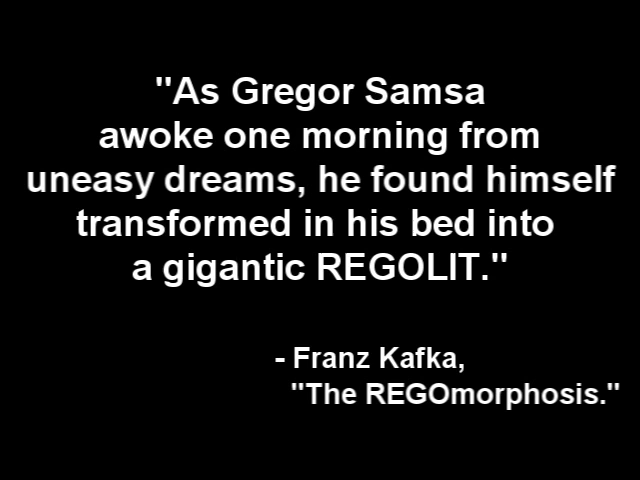 "As Gregor Samsa
awoke one morning from
uneasy dreams, he found himself
transformed in his bed into
a gigantic REGOLIT."
- Franz Kafka,
"The REGOmorphosis."